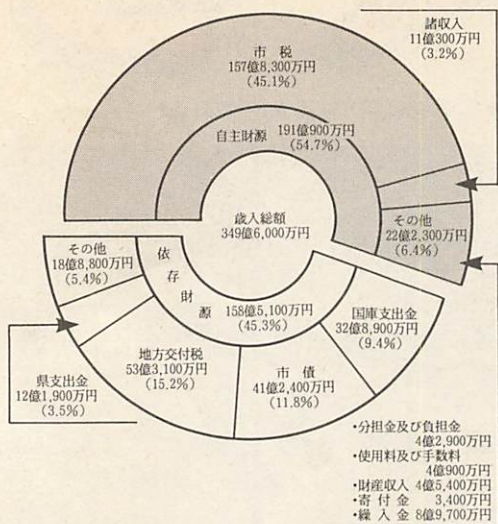 諸収入
11億300万円
(3.2%)
市税
157億8,300万円
(45.1%)
自主財源 191億900万円
(54.7%)
歳入総額
349億6,000万円
その他
22億2,300万円
(6.4%)
その他
18億8,800万円
(5.4%)
依存財源 158億5,100万円
(45.3%)
国庫支出金
32億8,900万円
(9.4%)
地方交付税
53億3,100万円
(15.2%)
市債
41億2,400万円
(11.8%)
県支出金
12億1,900万円
(3.5%)
・分担金及び負担金
4億2,900万円
・使用料及び手数料
4億900万円
・財産収入 4億5,400万円
・寄付金 3,400万円
・繰入金 8億9,700万円